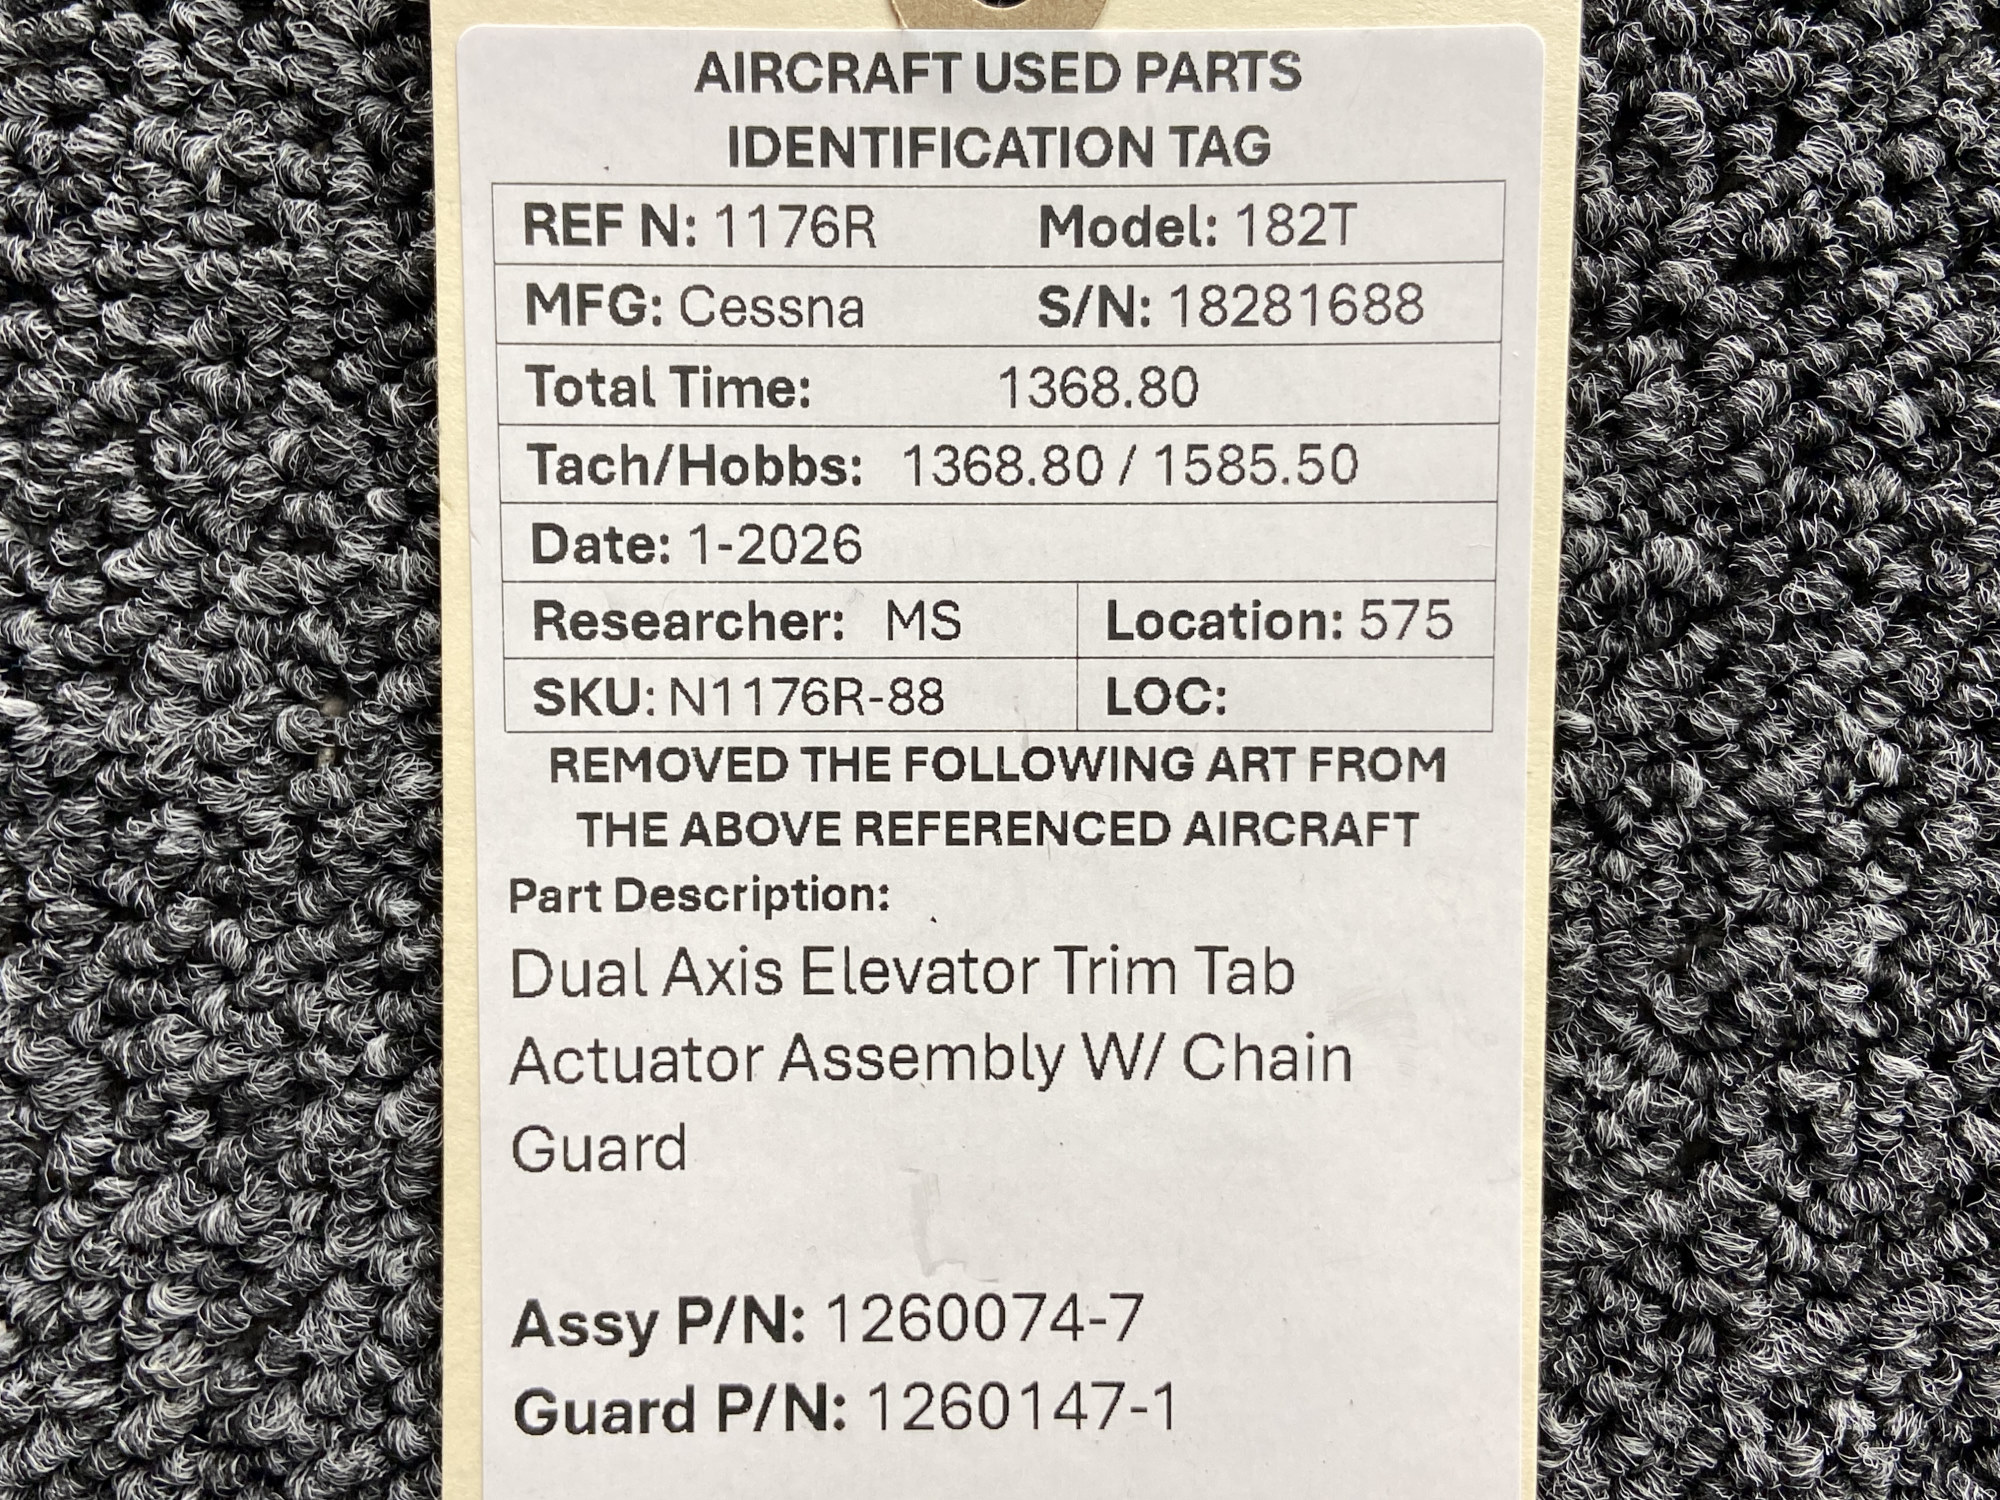 AIRCRAFT USED PARTS
IDENTIFICATION TAG
REF N: 1176R Model: 182T
MFG: Cessna S/N: 18281688
Total Time: 1368.80
Tach/Hobbs: 1368.80 / 1585.50
Date: 1-2026
Researcher: MS Location: 575
SKU: N1176R-88 LOC:
REMOVED THE FOLLOWING ART FROM
THE ABOVE REFERENCED AIRCRAFT
Part Description:
Dual Axis Elevator Trim Tab
Actuator Assembly W/ Chain
Guard
Assy P/N: 1260074-7
Guard P/N: 1260147-1